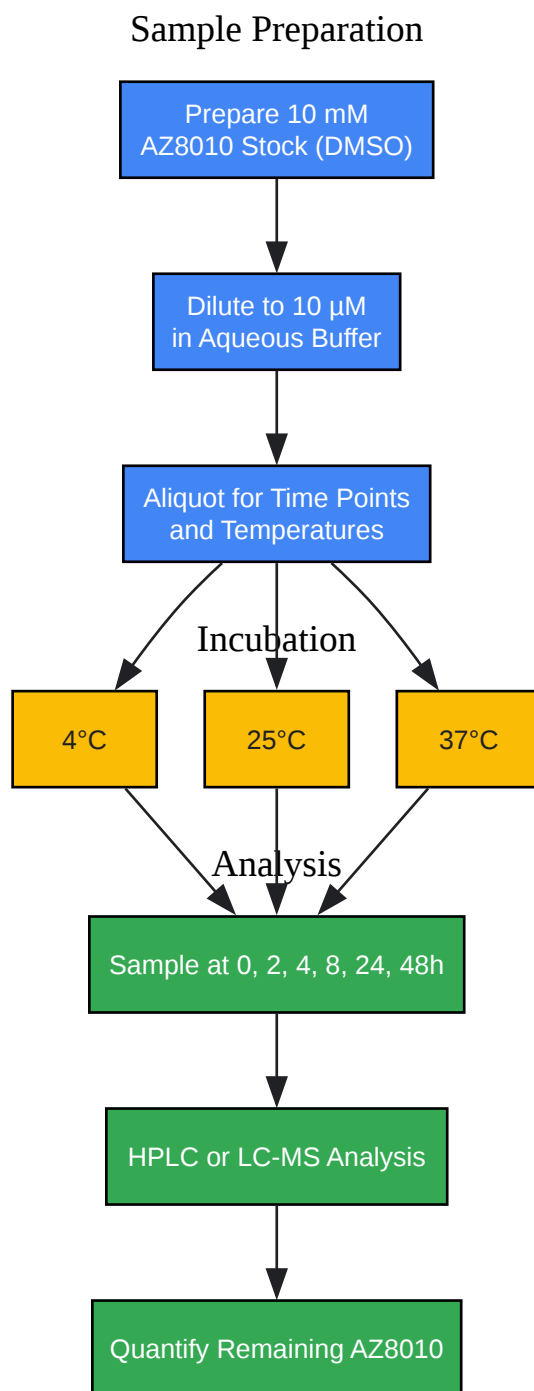 Sample Preparation
Prepare 10 mM
AZ8010 Stock (DMSO)
Dilute to 10 µM
in Aqueous Buffer
Aliquot for Time Points
and Temperatures
Incubation
4°C
25°C
37°C
Analysis
Sample at 0, 2, 4, 8, 24, 48h
HPLC or LC-MS Analysis
Quantify Remaining AZ8010